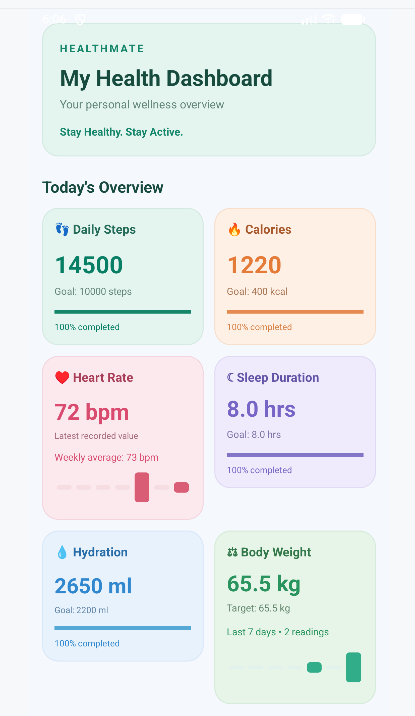 HEALTHMATE
My Health Dashboard
Your personal wellness overview
Stay Healthy. Stay Active.
Today's Overview
👣 Daily Steps
14500
Goal: 10000 steps
100% completed
🔥 Calories
1220
Goal: 400 kcal
100% completed
❤️ Heart Rate
72 bpm
Latest recorded value
Weekly average: 73 bpm
☾ Sleep Duration
8.0 hrs
Goal: 8.0 hrs
100% completed
💧 Hydration
2650 ml
Goal: 2200 ml
100% completed
⚖ Body Weight
65.5 kg
Target: 65.5 kg
Last 7 days • 2 readings